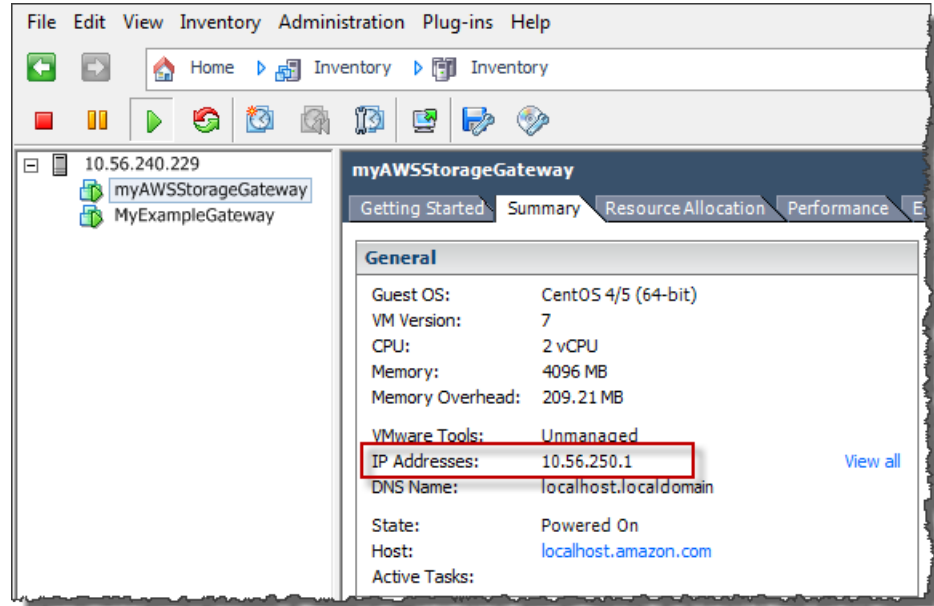 File Edit View Inventory Administration Plug-ins Help
Home Inventory Inventory
10.56.240.229
myAWSStorageGateway
MyExampleGateway
myAWSStorageGateway
Getting Started Summary Resource Allocation Performance E
General
Guest OS: CentOS 4/5 (64-bit)
VM Version: 7
CPU: 2 vCPU
Memory: 4096 MB
Memory Overhead: 209.21 MB
VMware Tools: Unmanaged
IP Addresses: 10.56.250.1 View all
DNS Name: localhost.localdomain
State: Powered On
Host: localhost.amazon.com
Active Tasks: